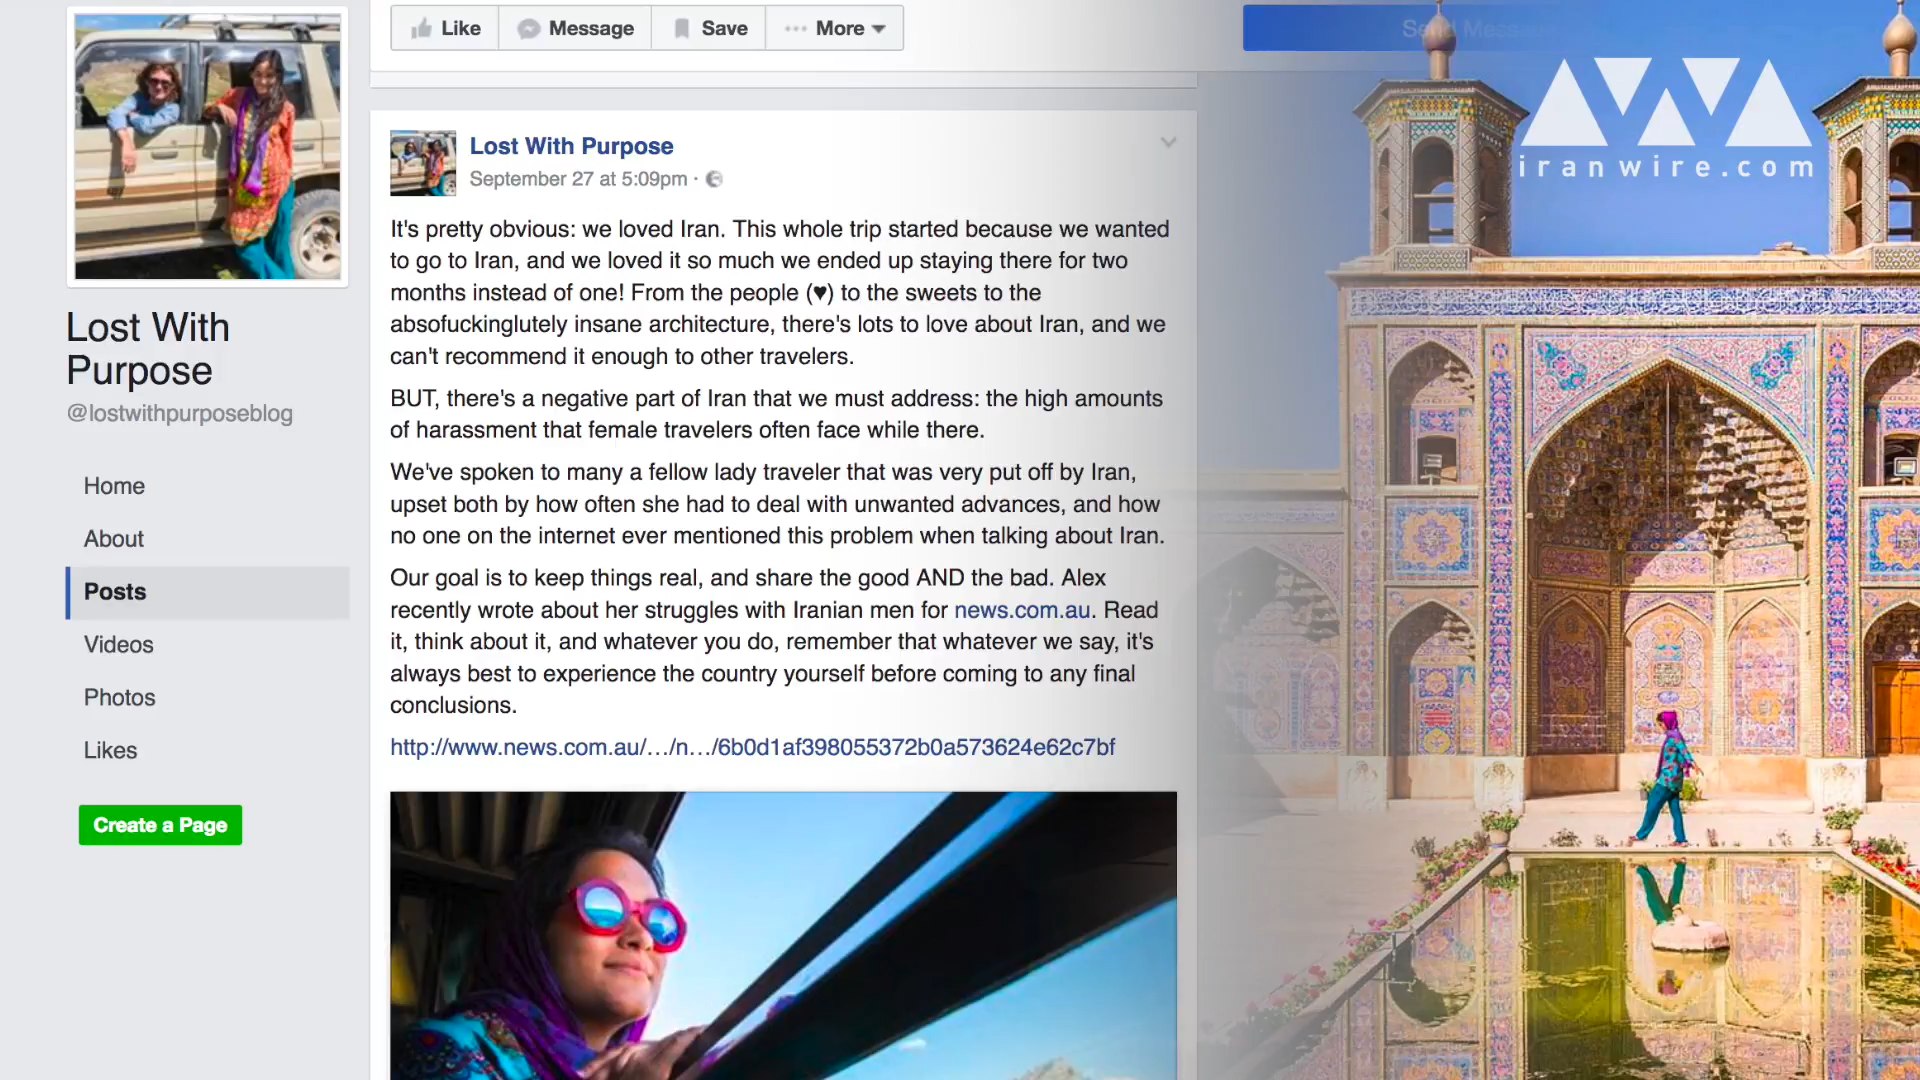 Like
Message
Save
More
Send Message
iranwire.com
Lost With Purpose
September 27 at 5:09pm ·
It's pretty obvious: we loved Iran. This whole trip started because we wanted
to go to Iran, and we loved it so much we ended up staying there for two
months instead of one! From the people (♥) to the sweets to the
absofuckinglutely insane architecture, there's lots to love about Iran, and we
can't recommend it enough to other travelers.
BUT, there's a negative part of Iran that we must address: the high amounts
of harassment that female travelers often face while there.
We've spoken to many a fellow lady traveler that was very put off by Iran,
upset both by how often she had to deal with unwanted advances, and how
no one on the internet ever mentioned this problem when talking about Iran.
Our goal is to keep things real, and share the good AND the bad. Alex
recently wrote about her struggles with Iranian men for news.com.au. Read
it, think about it, and whatever you do, remember that whatever we say, it's
always best to experience the country yourself before coming to any final
conclusions.
http://www.news.com.au/…/n…/6b0d1af398055372b0a573624e62c7bf
Lost With
Purpose
@lostwithpurposeblog
Home
About
Posts
Videos
Photos
Likes
Create a Page